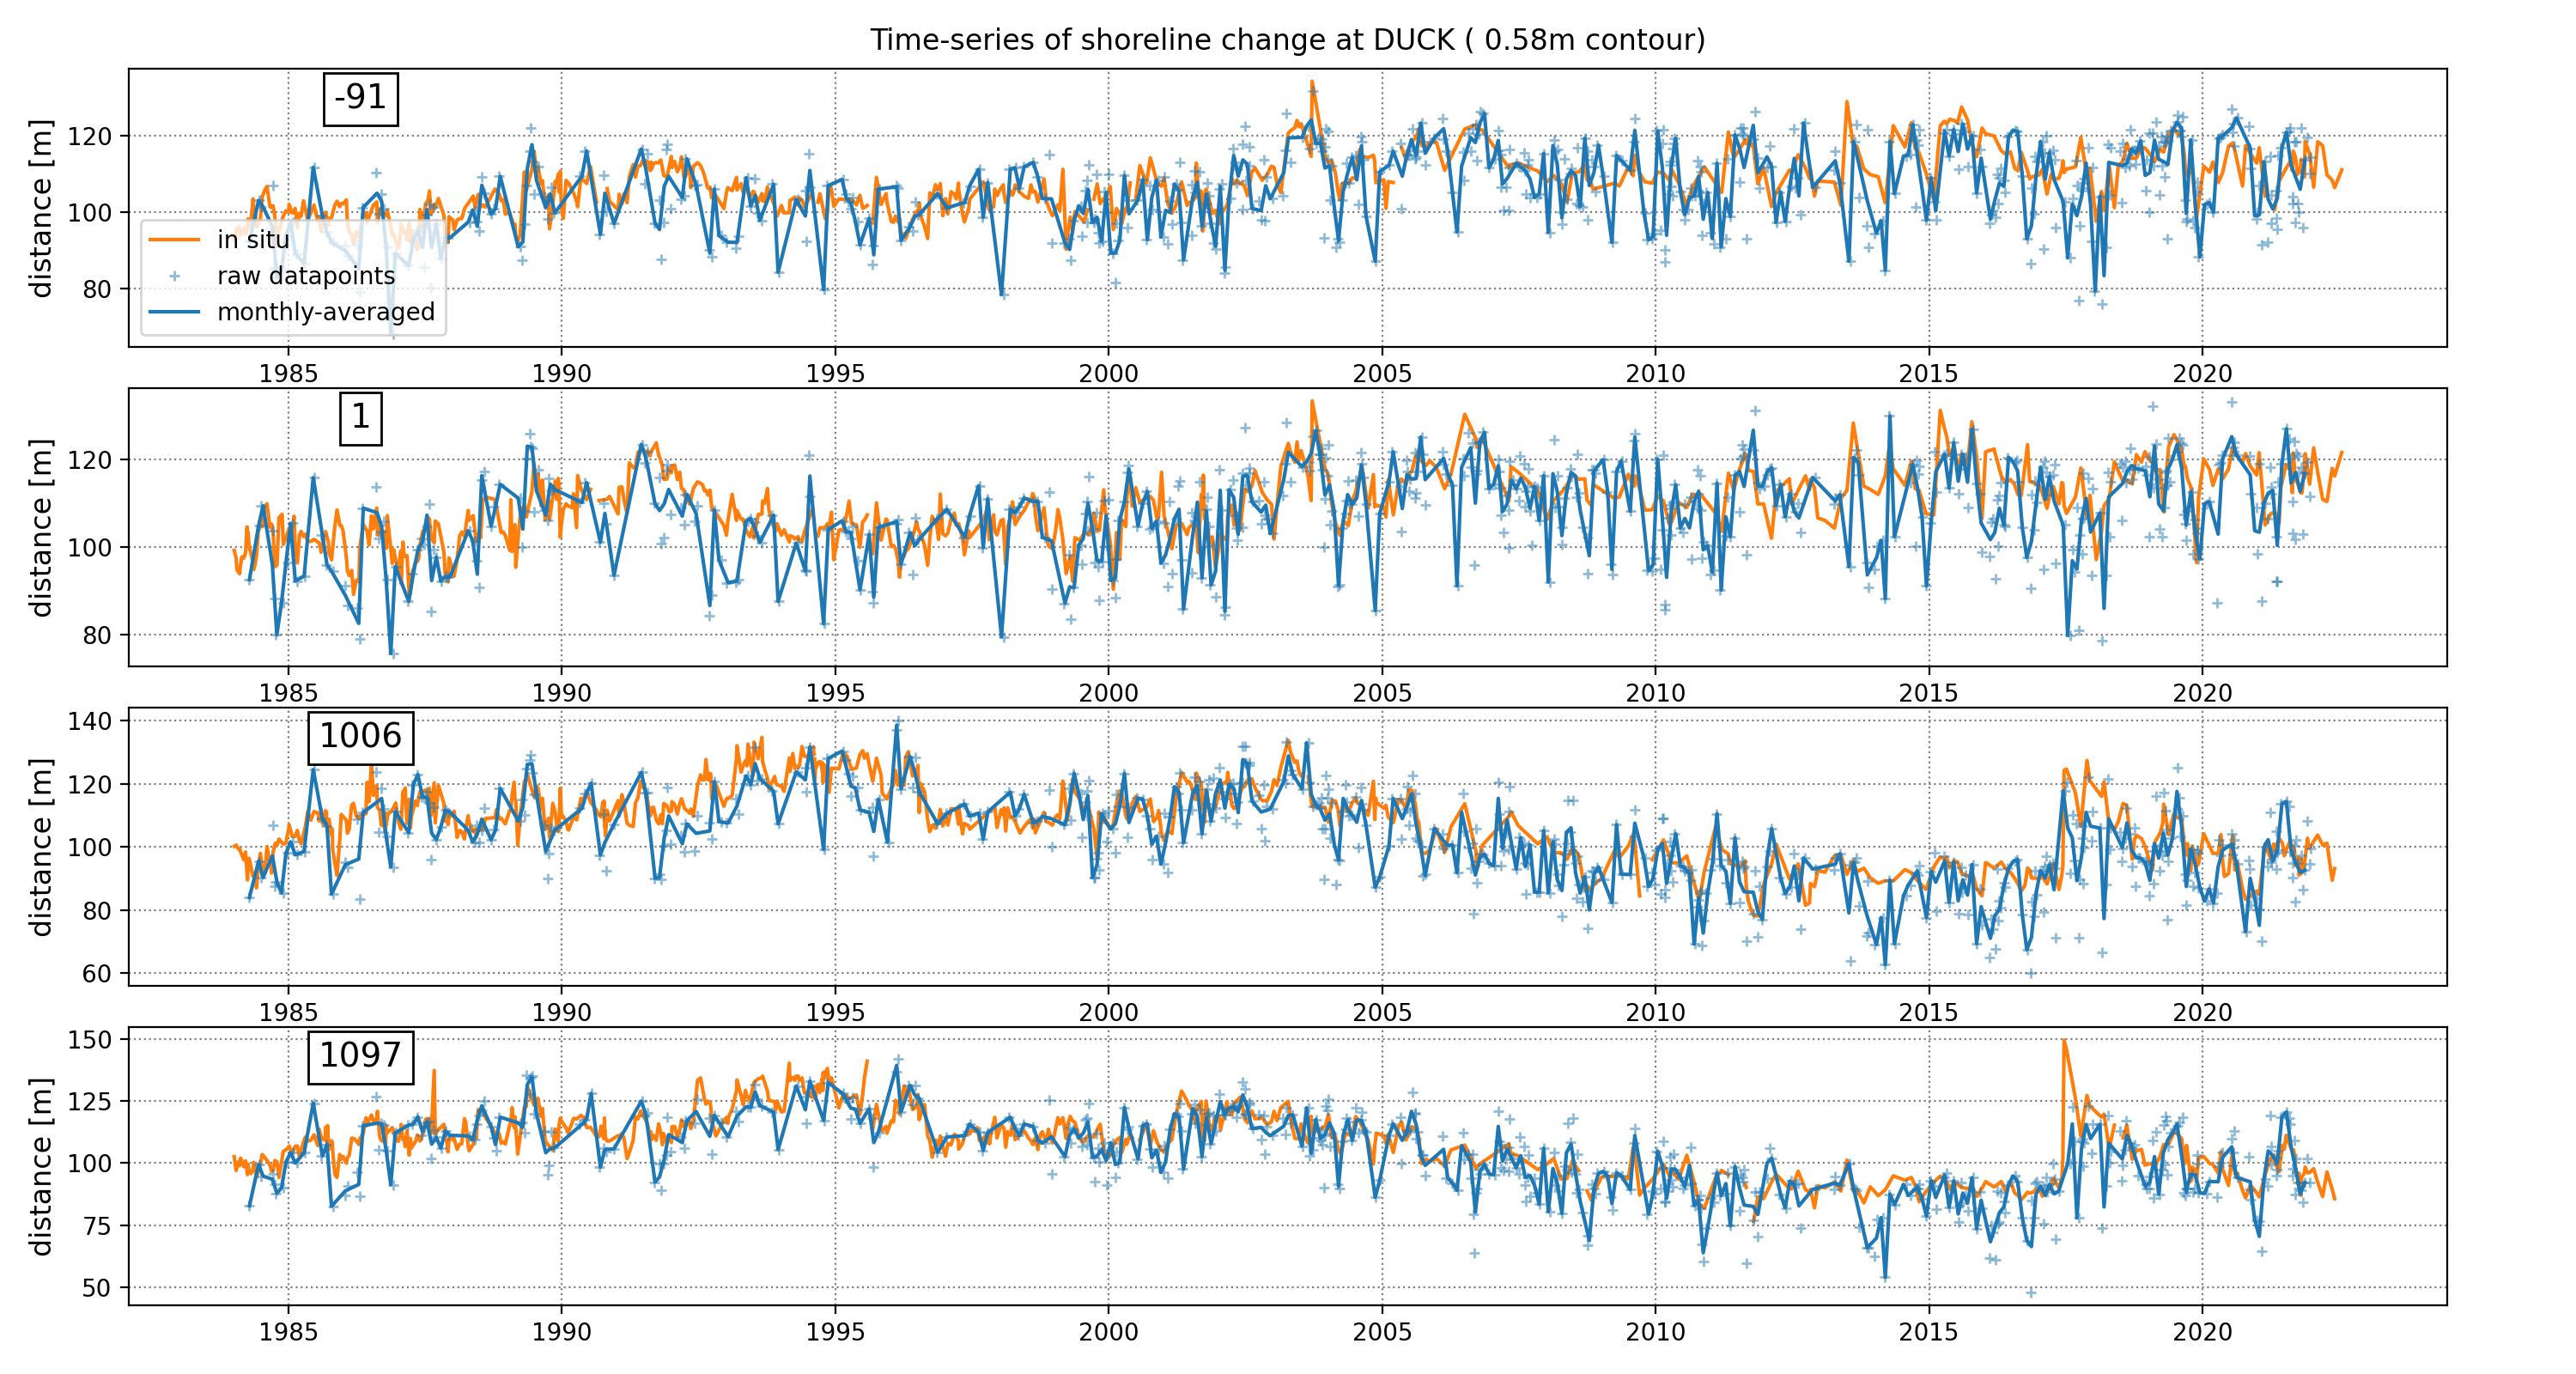 Time-series of shoreline change at DUCK ( 0.58m contour)
-91
distance [m]
120
100
80
in situ
raw datapoints
monthly-averaged
1985 1990 1995 2000 2005 2010 2015 2020
1
distance [m]
120
100
80
1985 1990 1995 2000 2005 2010 2015 2020
1006
distance [m]
140
120
100
80
60
1985 1990 1995 2000 2005 2010 2015 2020
1097
distance [m]
150
125
100
75
50
1985 1990 1995 2000 2005 2010 2015 2020